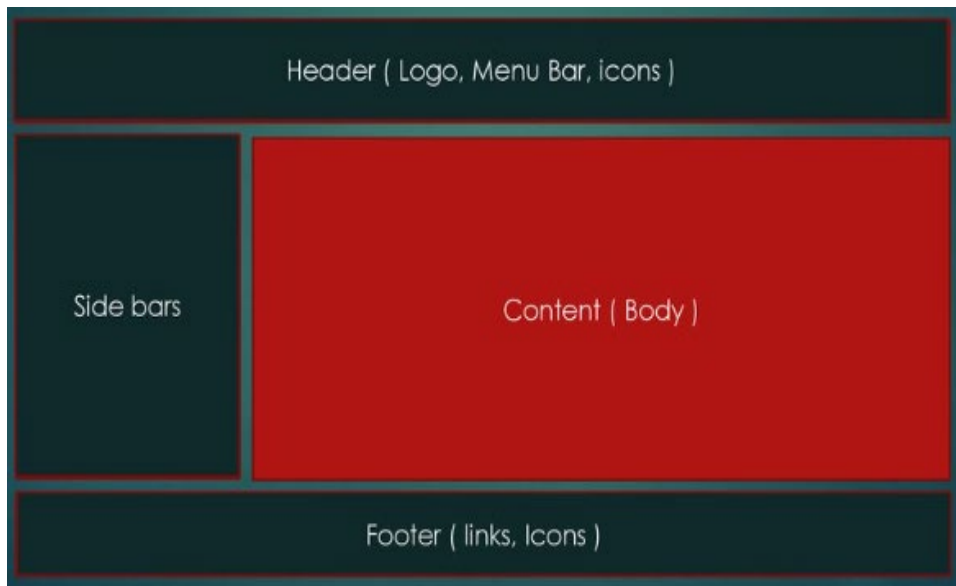 Header ( Logo, Menu Bar, icons )
Side bars
Content ( Body )
Footer ( links, Icons )